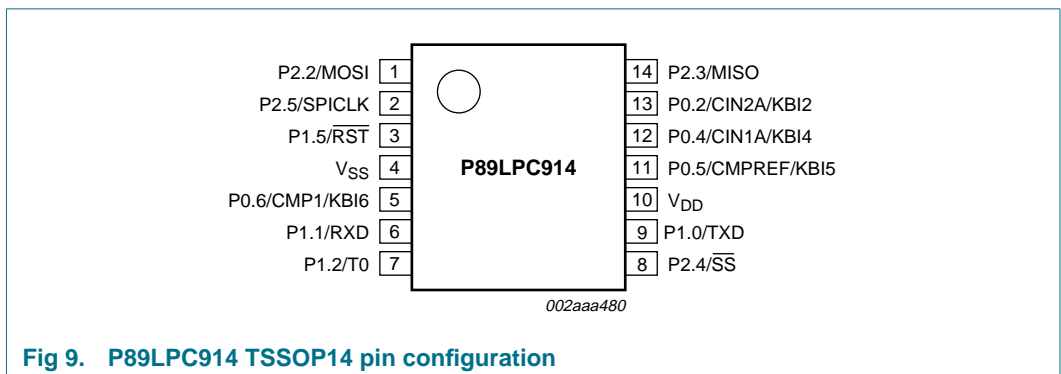 P2.2/MOSI 1 14 P2.3/MISO
P2.5/SPICLK 2 13 P0.2/CIN2A/KBI2
P1.5/R̅S̅T̅ 3 12 P0.4/CIN1A/KBI4
VSS 4 P89LPC914 11 P0.5/CMPREF/KBI5
P0.6/CMP1/KBI6 5 10 VDD
P1.1/RXD 6 9 P1.0/TXD
P1.2/T0 7 8 P2.4/S̅S̅
002aaa480
Fig 9. P89LPC914 TSSOP14 pin configuration